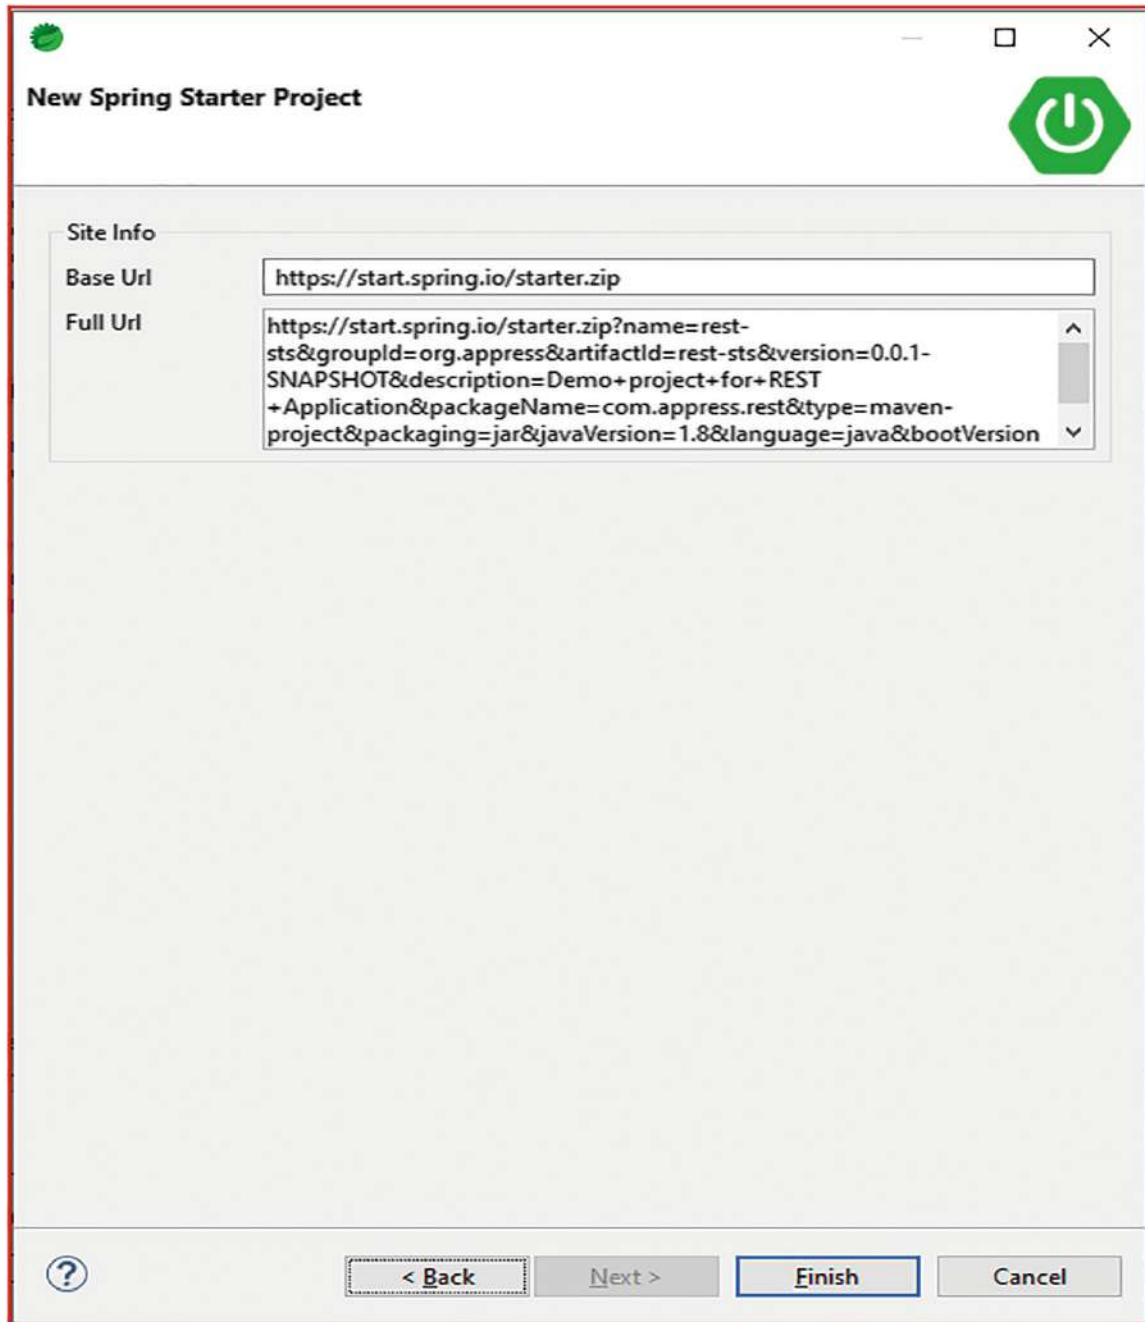 New Spring Starter Project
Site Info
Base Url
https://start.spring.io/starter.zip
Full Url
https://start.spring.io/starter.zip?name=rest-
sts&groupId=org.appress&artifactId=rest-sts&version=0.0.1-
SNAPSHOT&description=Demo+project+for+REST
+Application&packageName=com.appress.rest&type=maven-
project&packaging=jar&javaVersion=1.8&language=java&bootVersion
?
< Back
Next >
Finish
Cancel